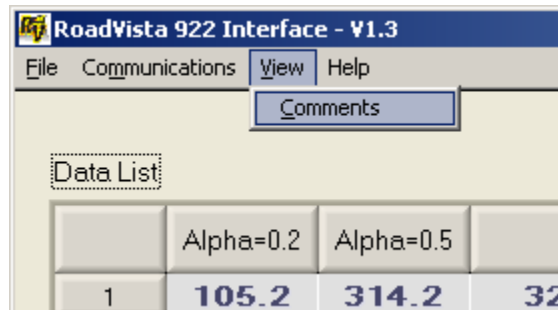 RoadVista 922 Interface - V1.3
File Communications View Help
Comments
Data List
Alpha=0.2 Alpha=0.5
1 105.2 314.2 32